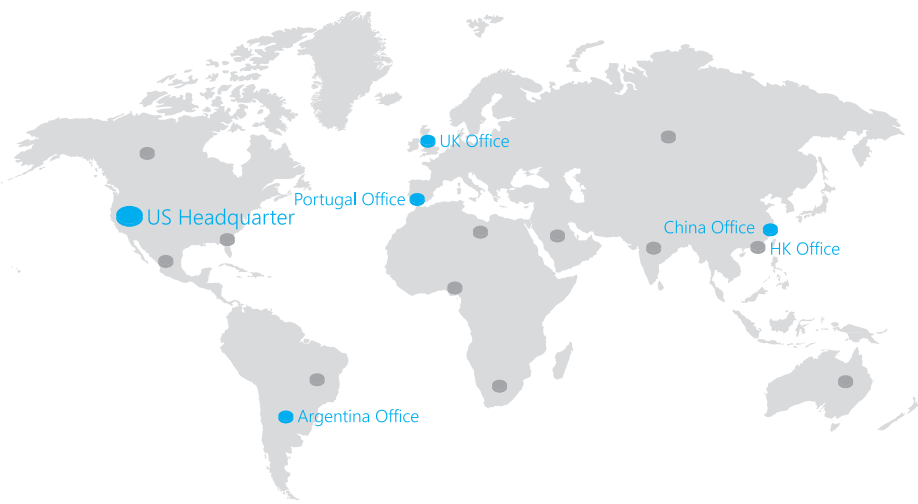 UK Office
Portugal Office
US Headquarter
China Office
HK Office
Argentina Office